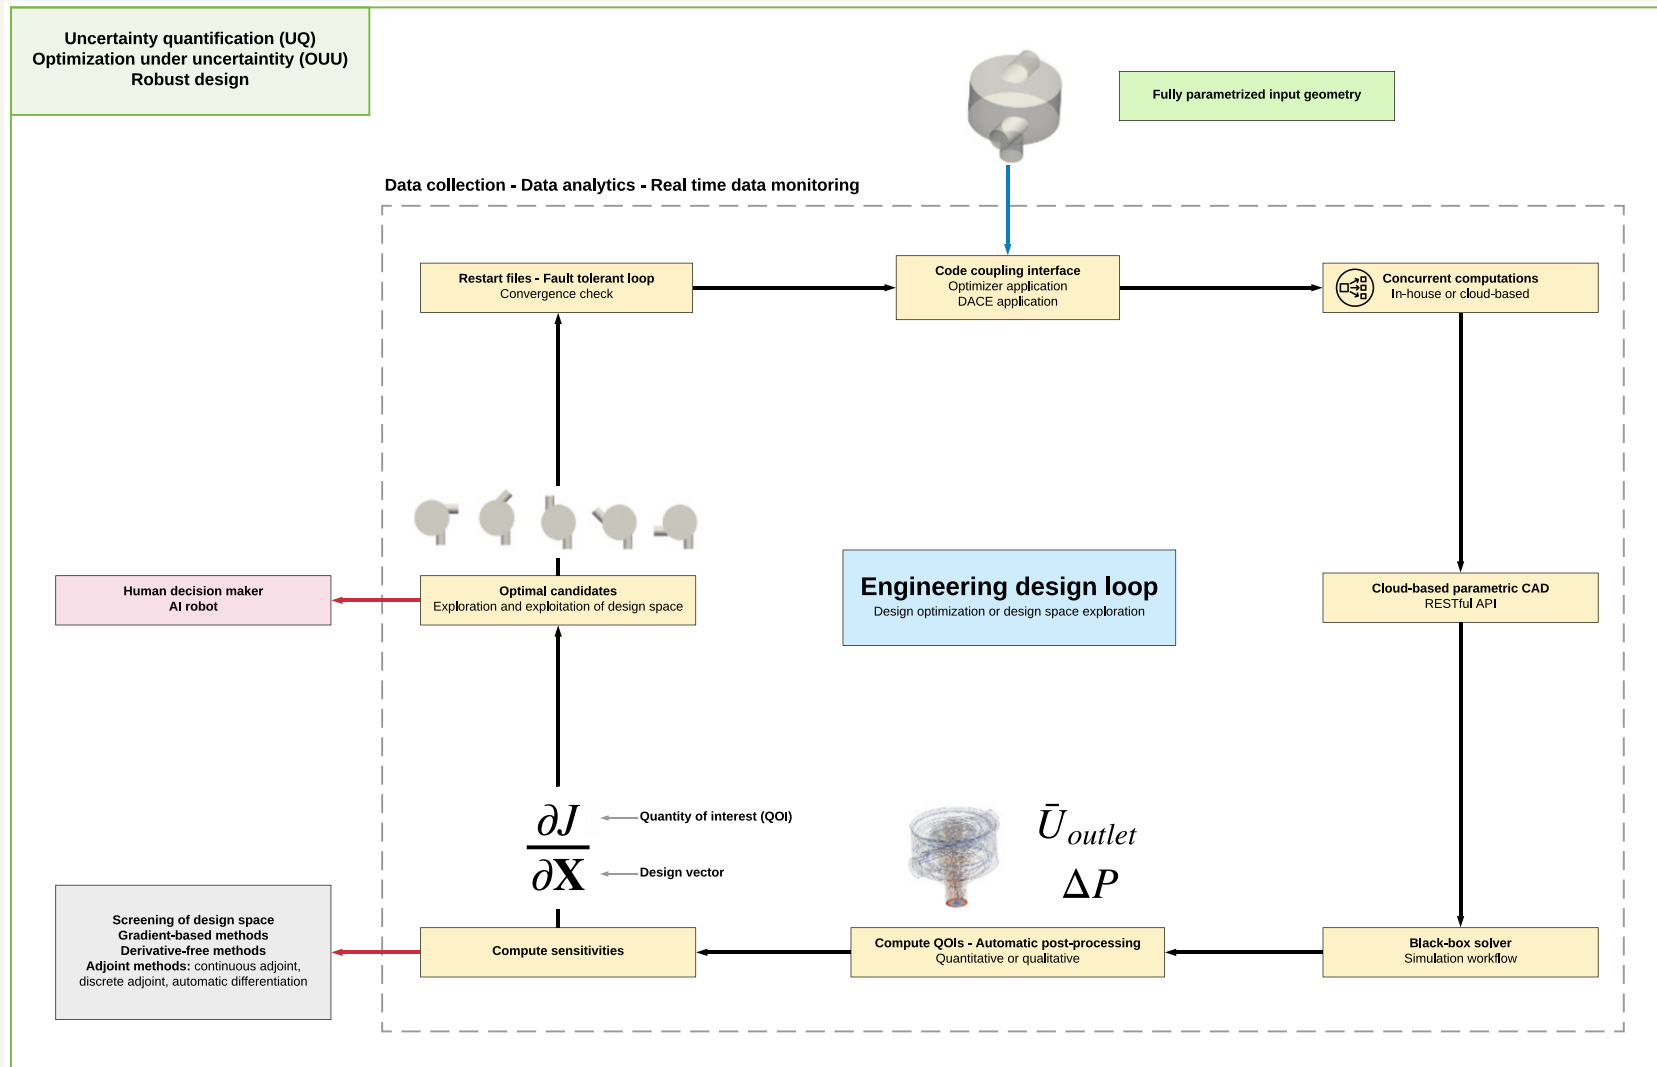 Uncertainty quantification (UQ)
Optimization under uncertaintity (OUU)
Robust design
Fully parametrized input geometry
Data collection - Data analytics - Real time data monitoring
Restart files - Fault tolerant loop
Convergence check
Code coupling interface
Optimizer application
DACE application
Concurrent computations
In-house or cloud-based
Human decision maker
AI robot
Optimal candidates
Exploration and exploitation of design space
Engineering design loop
Design optimization or design space exploration
Cloud-based parametric CAD
RESTful API
∂J
∂X
Quantity of interest (QOI)
Design vector
Ū outlet
ΔP
Screening of design space
Gradient-based methods
Derivative-free methods
Adjoint methods: continuous adjoint,
discrete adjoint, automatic differentiation
Compute sensitivities
Compute QOIs - Automatic post-processing
Quantitative or qualitative
Black-box solver
Simulation workflow